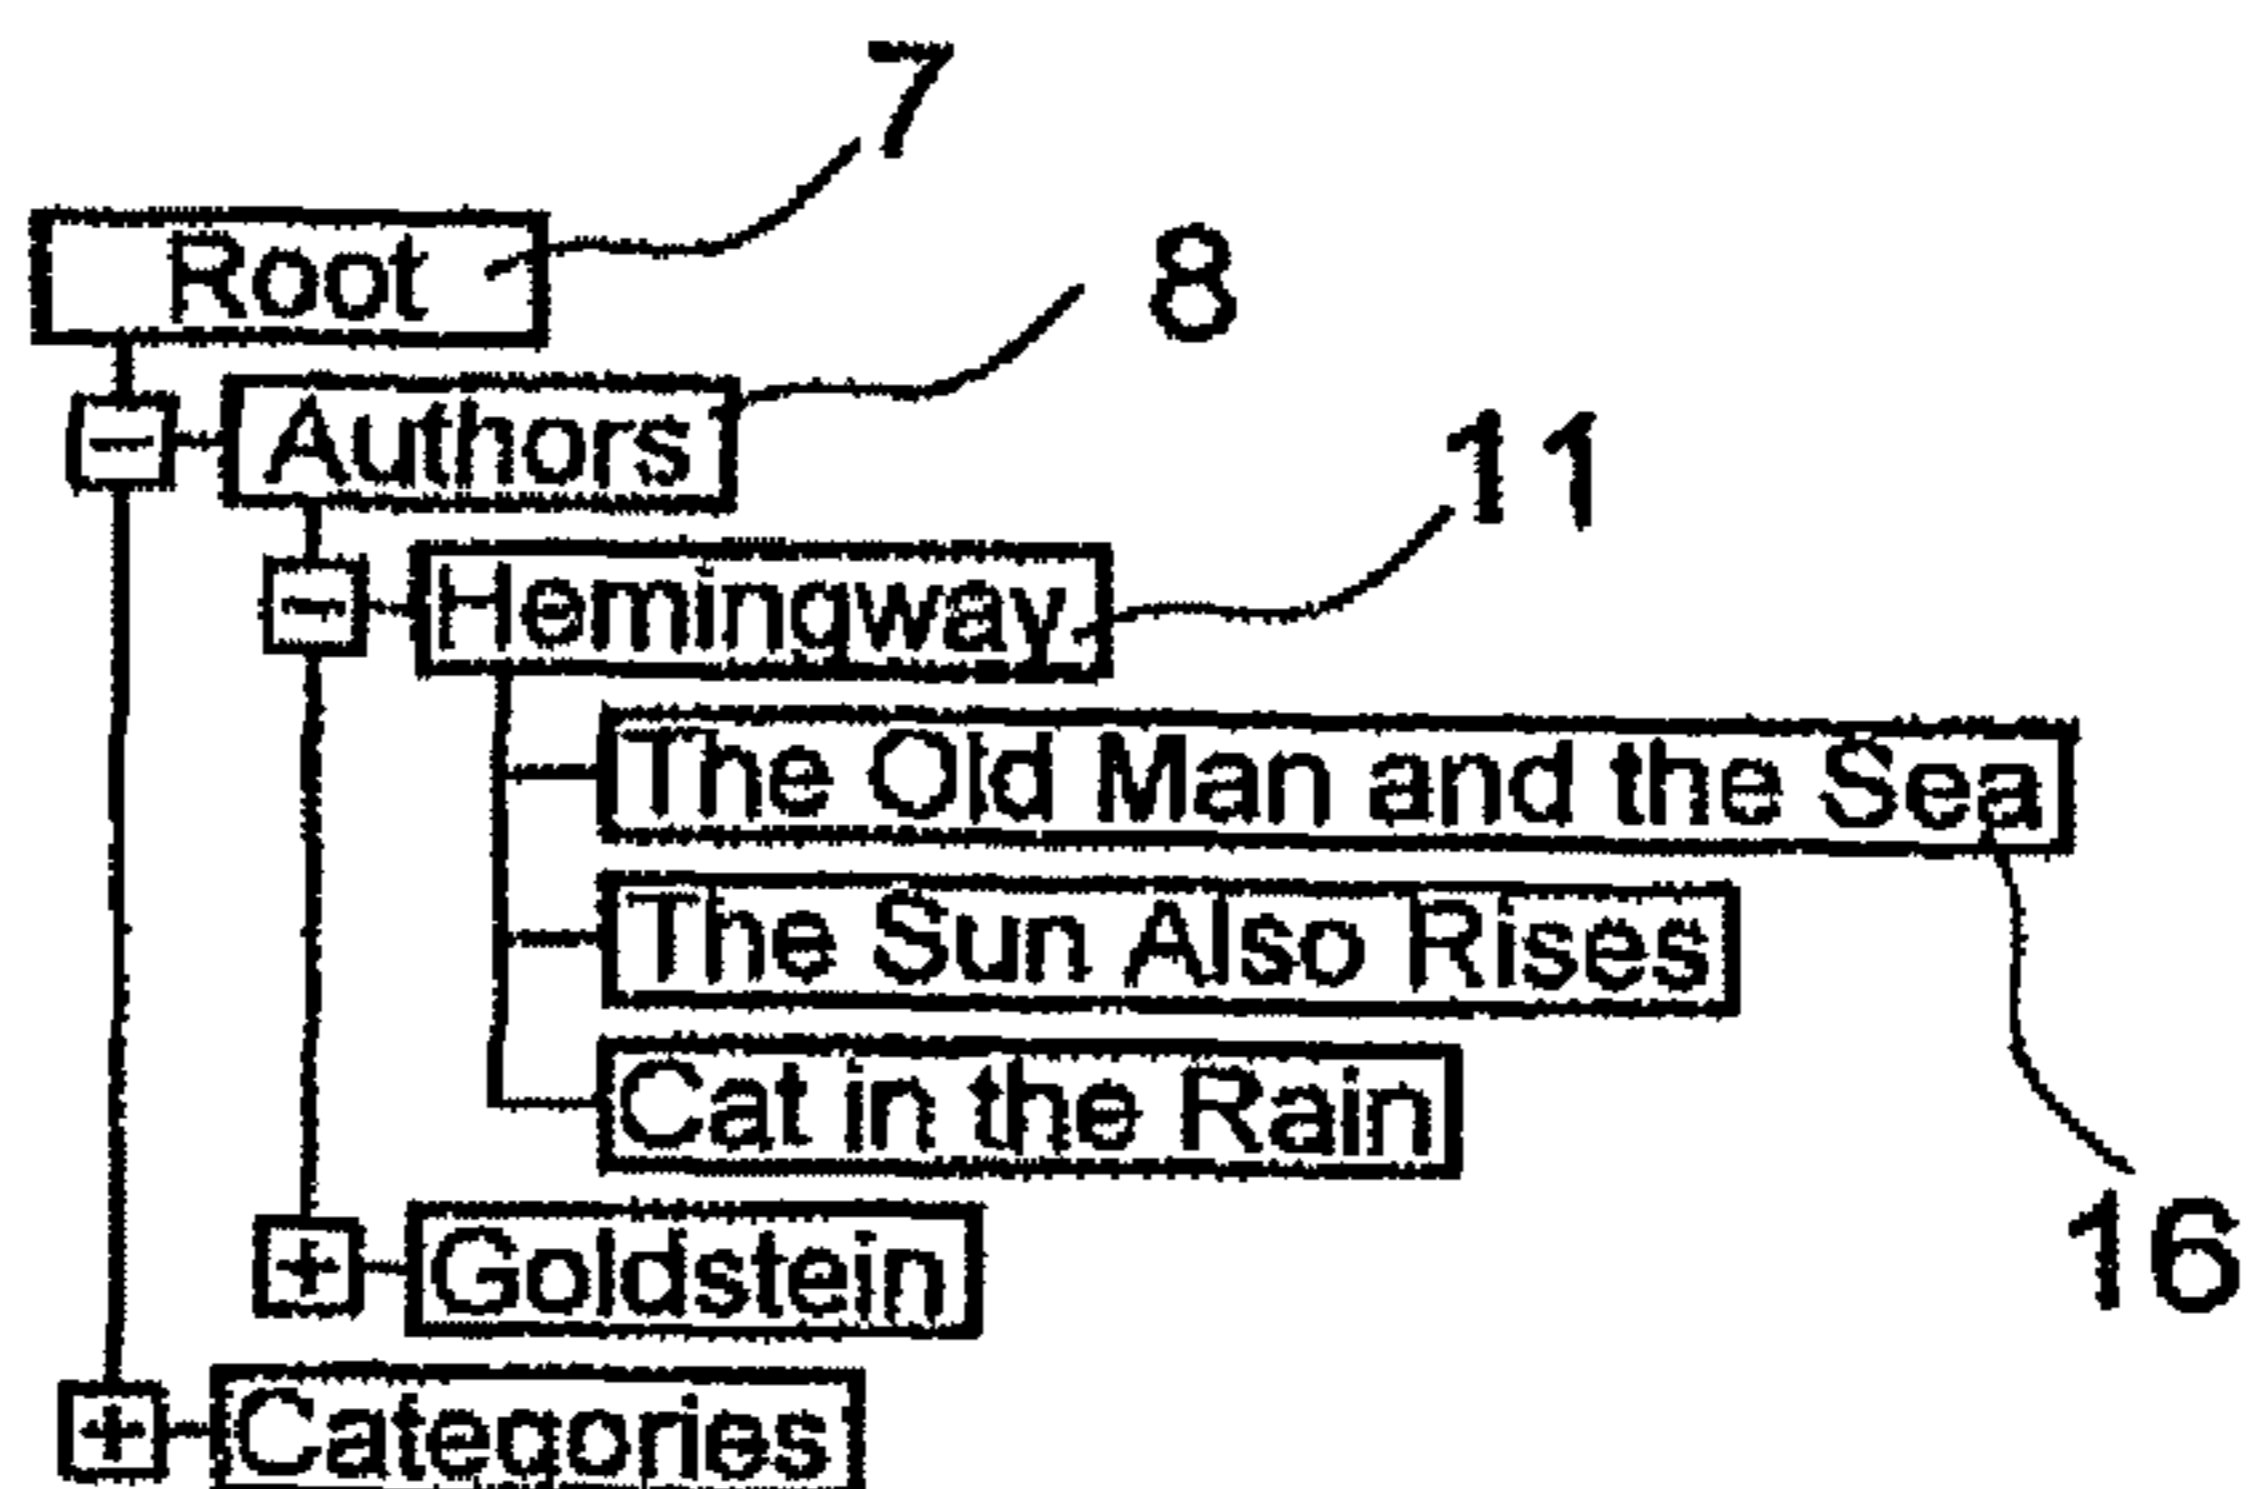 7
Root
8
− Authors
11
− Hemingway
The Old Man and the Sea
The Sun Also Rises
Cat in the Rain
16
+ Goldstein
+ Categories